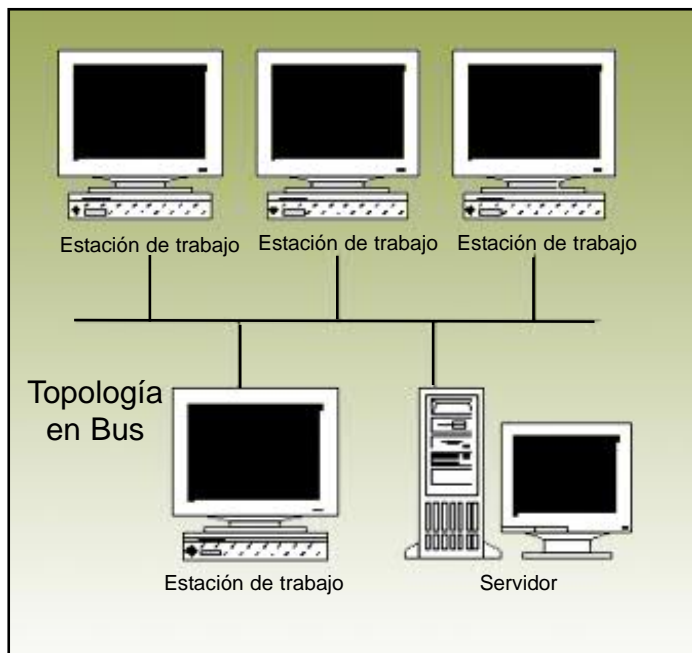 Estación de trabajo
Estación de trabajo
Estación de trabajo
Topología
en Bus
Estación de trabajo
Servidor